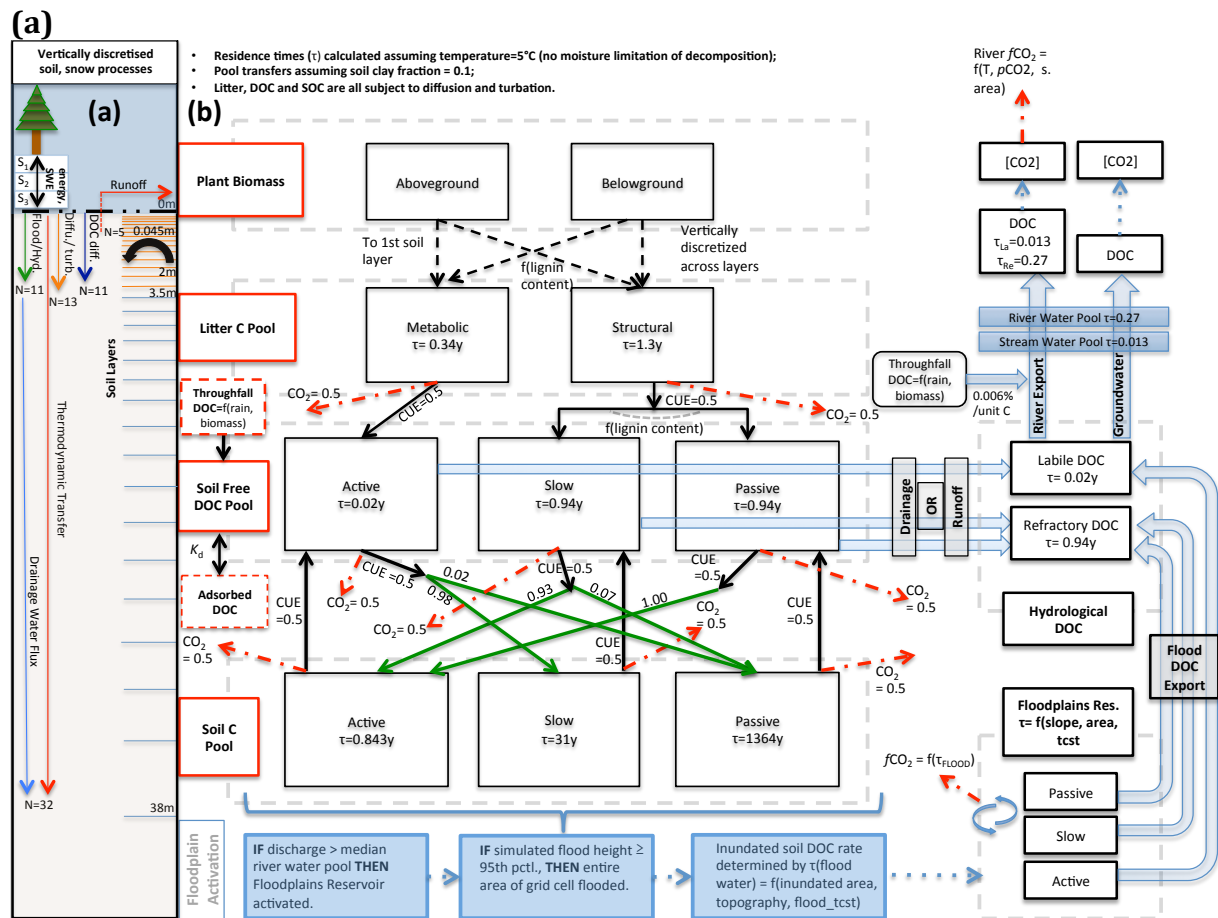 (a)
Vertically discretised
soil, snow processes
• Residence times (τ) calculated assuming temperature=5°C (no moisture limitation of decomposition);
• Pool transfers assuming soil clay fraction = 0.1;
• Litter, DOC and SOC are all subject to diffusion and turbation.
(a)
(b)
S1
S2
S3
SWE
energy,
Runoff
0m
0.045m
N=5
2m
3.5m
38m
Flood/Hyd.
Diffu./ turb.
DOC diff.
N=11
N=13
N=11
Soil Layers
Thermodynamic Transfer
Drainage Water Flux
N=32
Plant Biomass
Aboveground
Belowground
To 1st soil
layer
f(lignin
content)
Vertically
discretized
across layers
Litter C Pool
Metabolic
τ= 0.34y
Structural
τ=1.3y
Throughfall
DOC=f(rain,
biomass)
CO2= 0.5
CUE=0.5
CUE=0.5
CO2= 0.5
f(lignin content)
Soil Free
DOC Pool
Active
τ=0.02y
Slow
τ=0.94y
Passive
τ=0.94y
Kd
Adsorbed
DOC
CUE
=0.5
CO2= 0.5
CUE =0.5
0.02
0.98
CO2= 0.5
CUE =0.5
0.93
0.07
1.00
CUE
=0.5
CO2
= 0.5
CUE
=0.5
CO2
= 0.5
CUE
=0.5
CO2
= 0.5
CO2
= 0.5
Soil C
Pool
Active
τ=0.843y
Slow
τ=31y
Passive
τ=1364y
Floodplain
Activation
IF discharge > median
river water pool THEN
Floodplains Reservoir
activated.
IF simulated flood height ≥
95th pctl., THEN entire
area of grid cell flooded.
Inundated soil DOC rate
determined by τ(flood
water) = f(inundated area,
topography, flood_tcst)
River fCO2 =
f(T, pCO2, s.
area)
[CO2]
[CO2]
DOC
τLa=0.013
τRe=0.27
DOC
River Water Pool τ=0.27
Stream Water Pool τ=0.013
Throughfall
DOC=f(rain,
biomass)
0.006%
/unit C
River Export
Groundwater
Drainage
OR
Runoff
Labile DOC
τ= 0.02y
Refractory DOC
τ= 0.94y
Hydrological
DOC
Flood
DOC
Export
Floodplains Res.
τ= f(slope, area,
tcst
fCO2 = f(τFLOOD)
Passive
Slow
Active